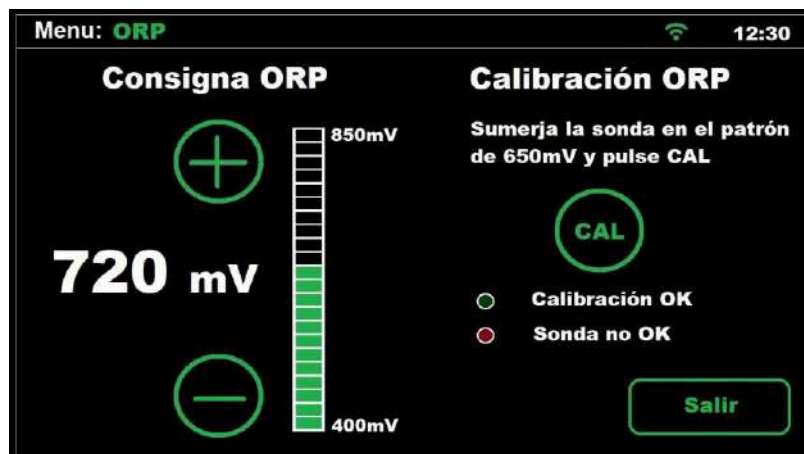 Menu: ORP
12:30
Consigna ORP
850mV
720 mV
400mV
Calibración ORP
Sumerja la sonda en el patrón
de 650mV y pulse CAL
CAL
Calibración OK
Sonda no OK
Salir